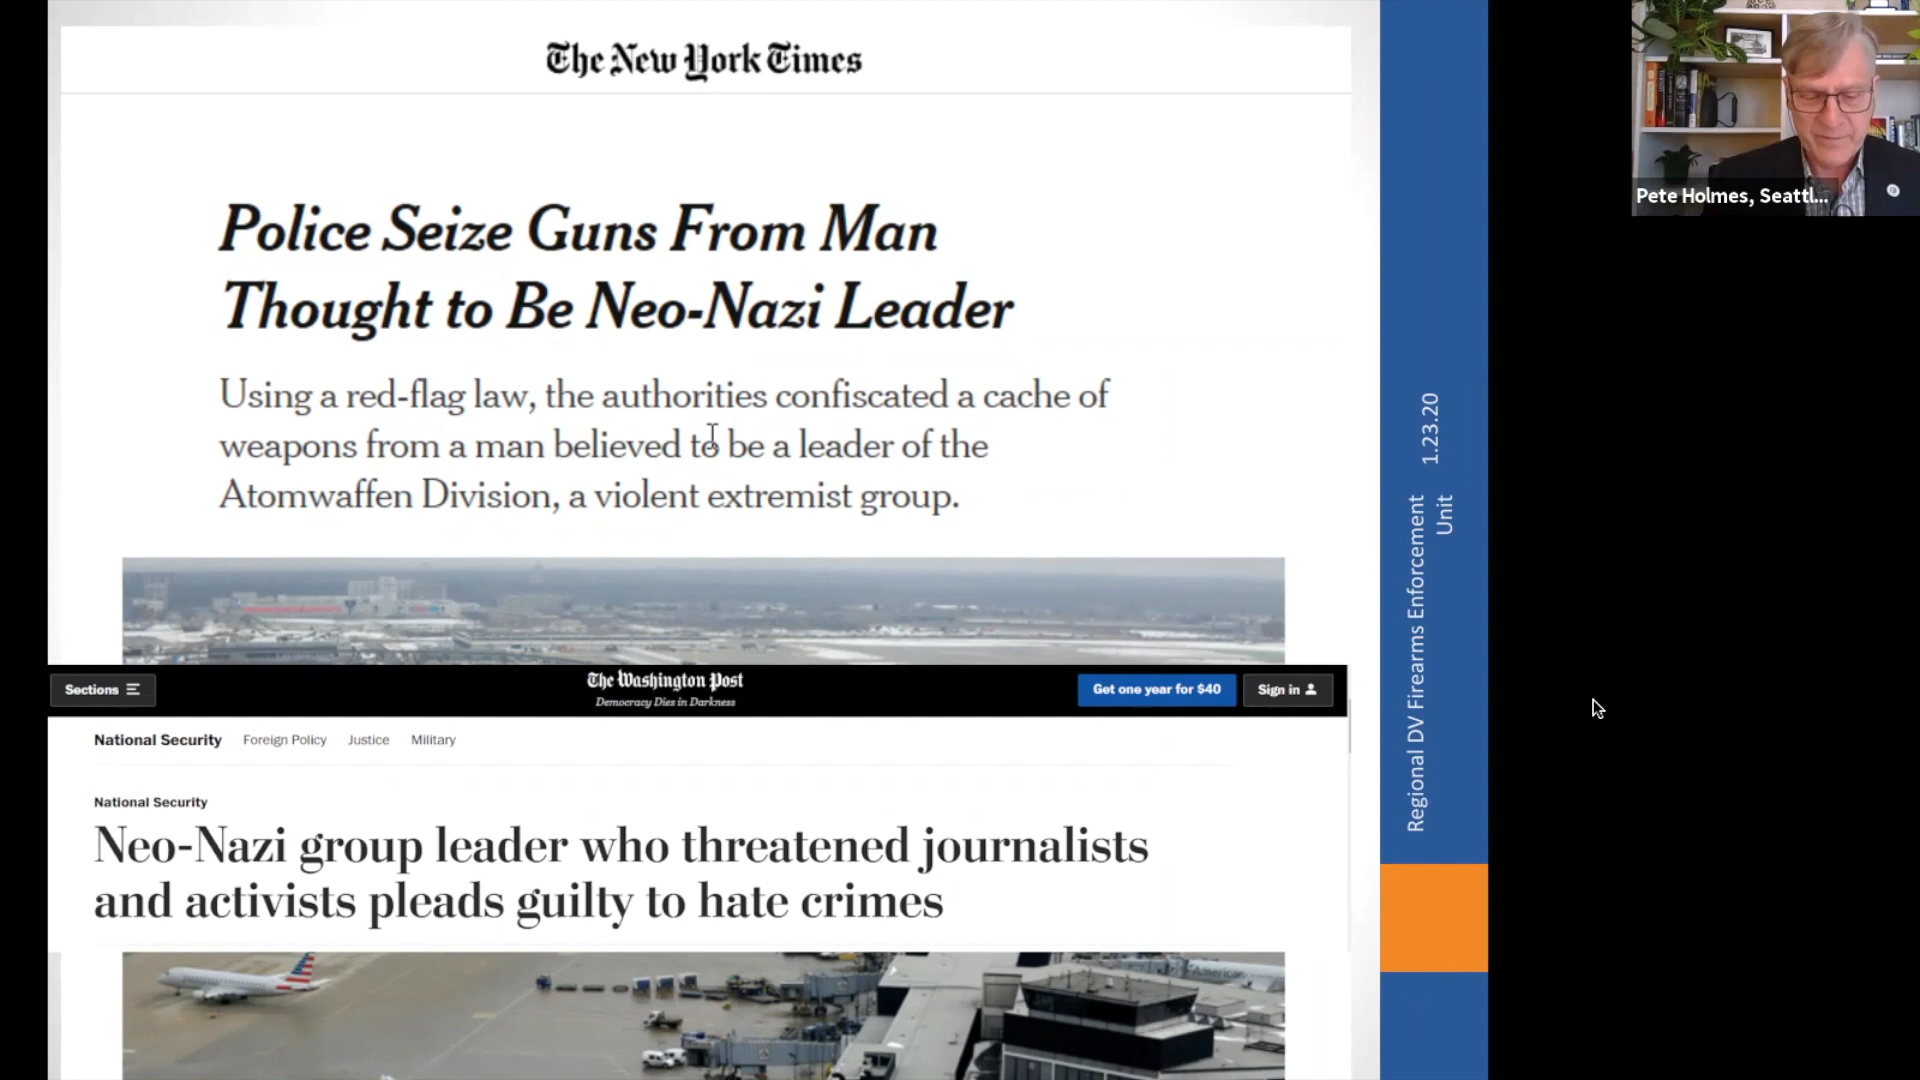 The New York Times
Police Seize Guns From Man
Thought to Be Neo-Nazi Leader
Using a red-flag law, the authorities confiscated a cache of
weapons from a man believed to be a leader of the
Atomwaffen Division, a violent extremist group.
Sections
The Washington Post
Democracy Dies in Darkness
Get one year for $40
Sign in
National Security
Foreign Policy
Justice
Military
National Security
Neo-Nazi group leader who threatened journalists
and activists pleads guilty to hate crimes
American
Regional DV Firearms Enforcement
Unit
1.23.20
Pete Holmes, Seattl...